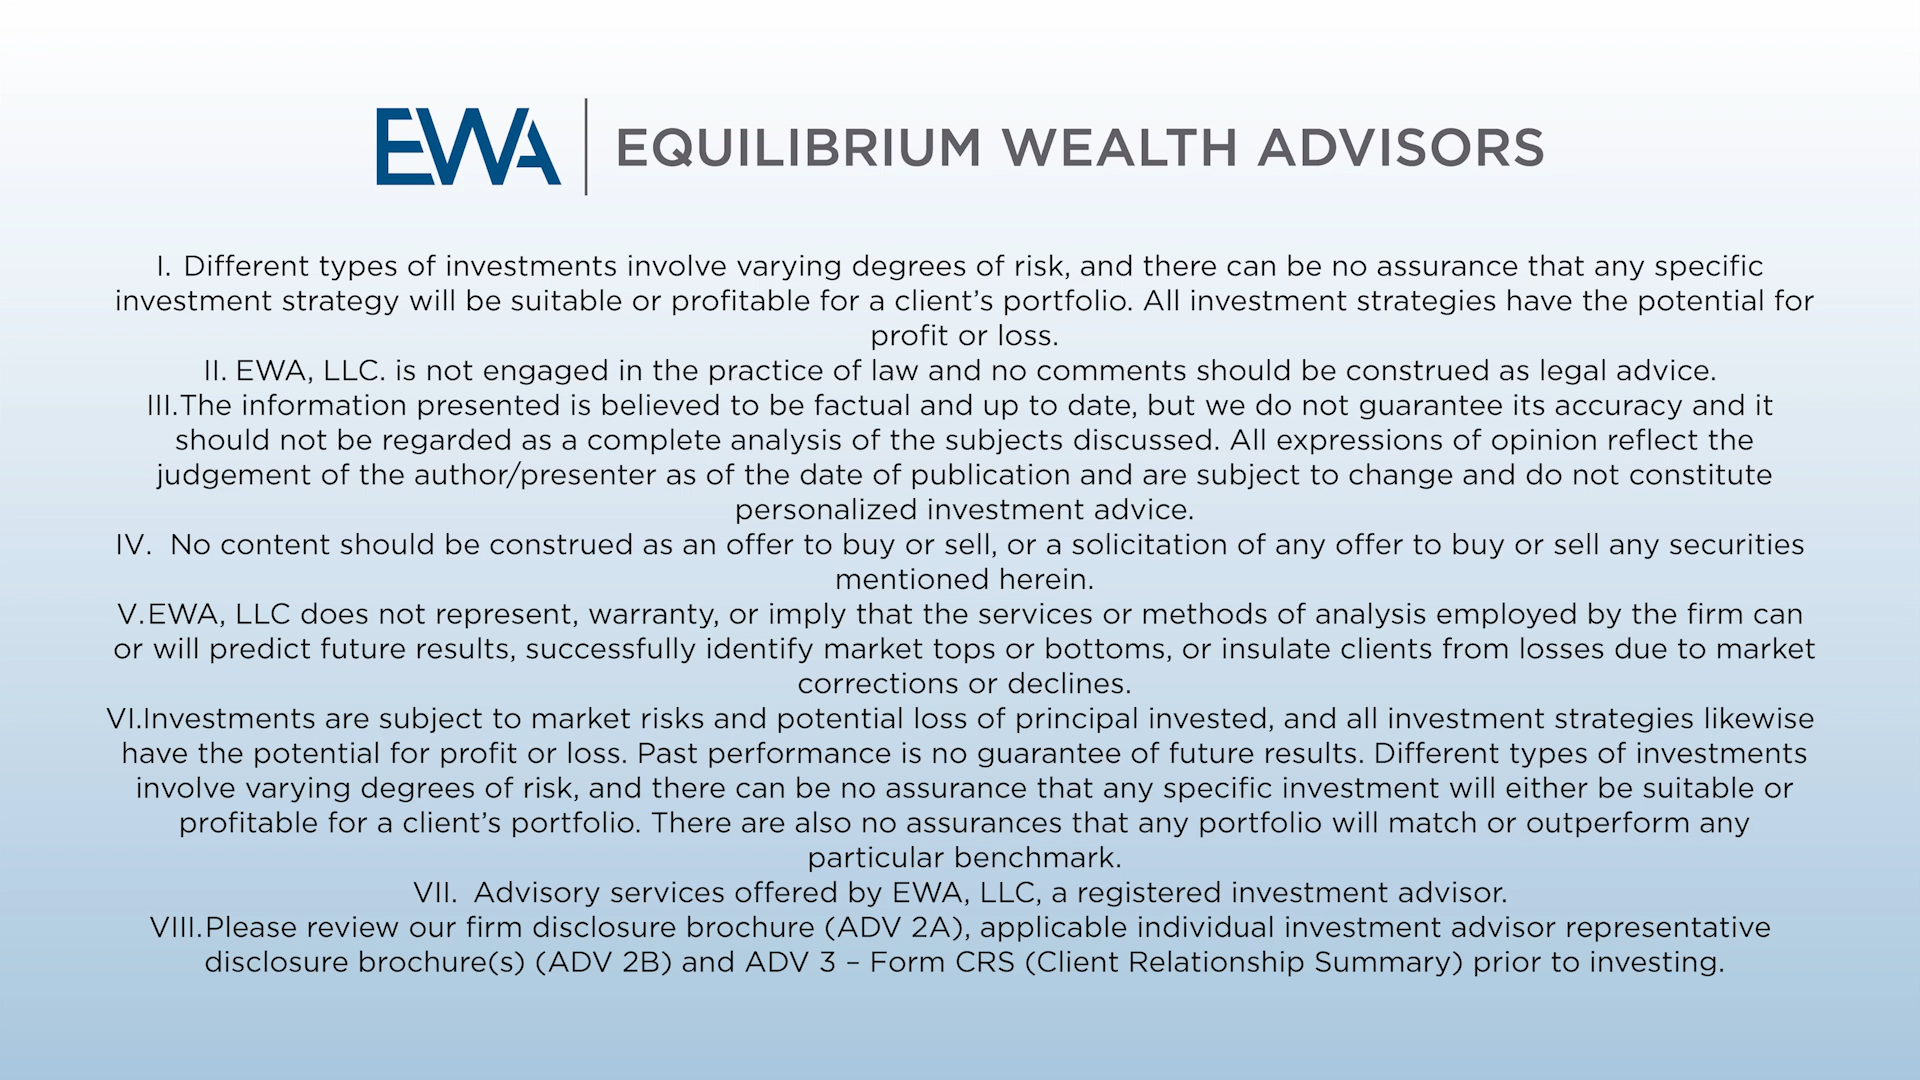 EWA | EQUILIBRIUM WEALTH ADVISORS
I. Different types of investments involve varying degrees of risk, and there can be no assurance that any specific
investment strategy will be suitable or profitable for a client’s portfolio. All investment strategies have the potential for
profit or loss.
II. EWA, LLC. is not engaged in the practice of law and no comments should be construed as legal advice.
III.The information presented is believed to be factual and up to date, but we do not guarantee its accuracy and it
should not be regarded as a complete analysis of the subjects discussed. All expressions of opinion reflect the
judgement of the author/presenter as of the date of publication and are subject to change and do not constitute
personalized investment advice.
IV. No content should be construed as an offer to buy or sell, or a solicitation of any offer to buy or sell any securities
mentioned herein.
V.EWA, LLC does not represent, warranty, or imply that the services or methods of analysis employed by the firm can
or will predict future results, successfully identify market tops or bottoms, or insulate clients from losses due to market
corrections or declines.
VI.Investments are subject to market risks and potential loss of principal invested, and all investment strategies likewise
have the potential for profit or loss. Past performance is no guarantee of future results. Different types of investments
involve varying degrees of risk, and there can be no assurance that any specific investment will either be suitable or
profitable for a client’s portfolio. There are also no assurances that any portfolio will match or outperform any
particular benchmark.
VII. Advisory services offered by EWA, LLC, a registered investment advisor.
VIII.Please review our firm disclosure brochure (ADV 2A), applicable individual investment advisor representative
disclosure brochure(s) (ADV 2B) and ADV 3 – Form CRS (Client Relationship Summary) prior to investing.